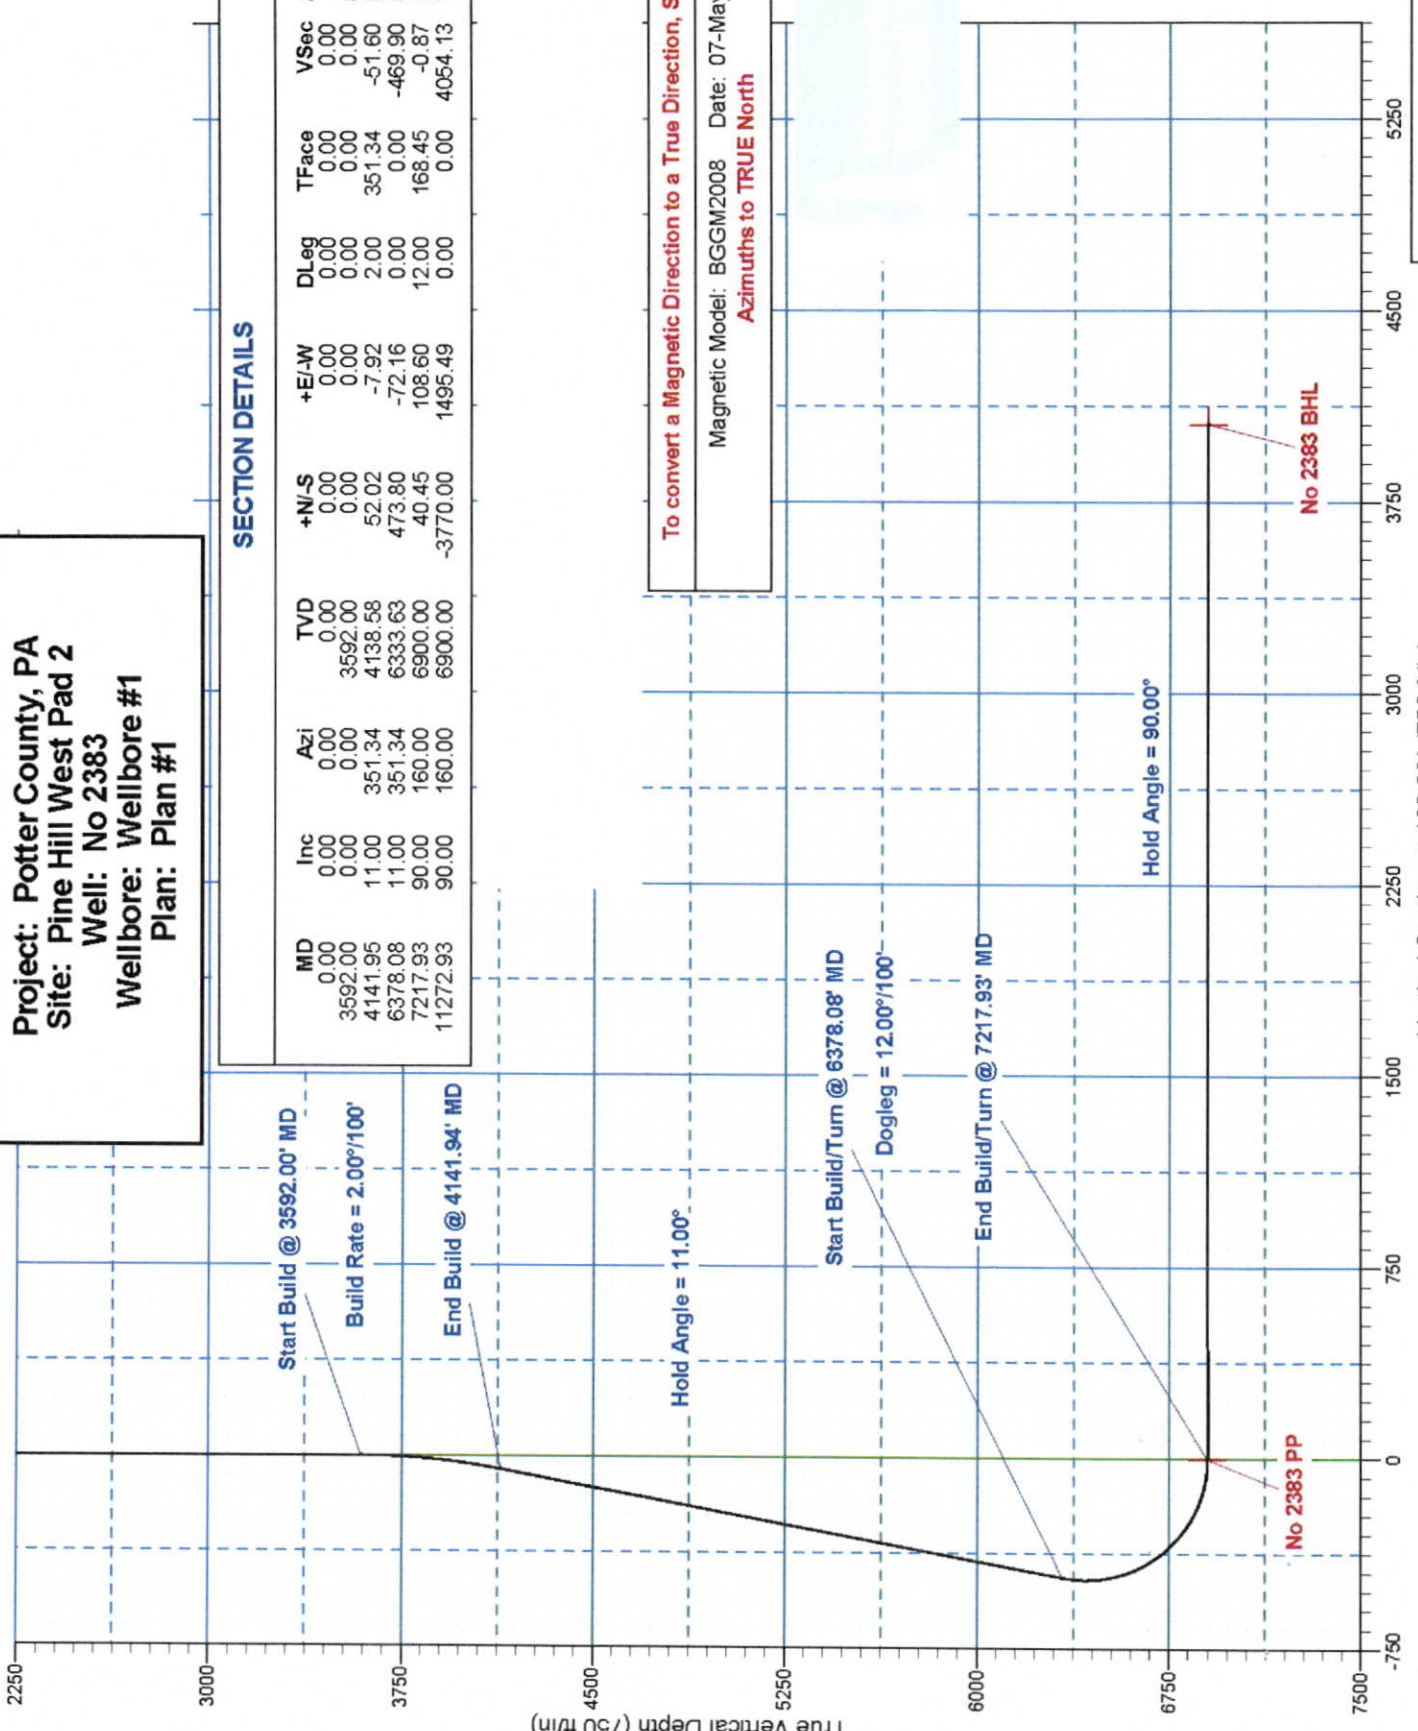 Project: Potter County, PA
Site: Pine Hill West Pad 2
Well: No 2383
Wellbore: Wellbore #1
Plan: Plan #1
SECTION DETAILS
MD Inc Azi TVD +N/-S +E/-W DLeg TFace VSec
0.00 0.00 0.00 0.00 0.00 0.00 0.00 0.00 0.00
3592.00 0.00 0.00 3592.00 0.00 0.00 0.00 0.00 0.00
4141.95 11.00 351.34 4138.58 52.02 -7.92 2.00 351.34 -51.60
6378.08 11.00 351.34 6333.63 473.80 -72.16 0.00 0.00 -469.90
7217.93 90.00 160.00 6900.00 40.45 108.60 12.00 168.45 -0.87
11272.93 90.00 160.00 6900.00 -3770.00 1495.49 0.00 0.00 4054.13
To convert a Magnetic Direction to a True Direction,
Magnetic Model: BGGM2008 Date: 07-May
Azimuths to TRUE North
Start Build @ 3592.00' MD
Build Rate = 2.00°/100'
End Build @ 4141.94' MD
Hold Angle = 11.00°
Start Build/Turn @ 6378.08' MD
Dogleg = 12.00°/100'
End Build/Turn @ 7217.93' MD
Hold Angle = 90.00°
No 2383 PP
No 2383 BHL
True Vertical Depth (750 ft/in)
2250
3000
3750
4500
5250
6000
6750
7500
-750
0
750
1500
2250
3000
3750
4500
5250